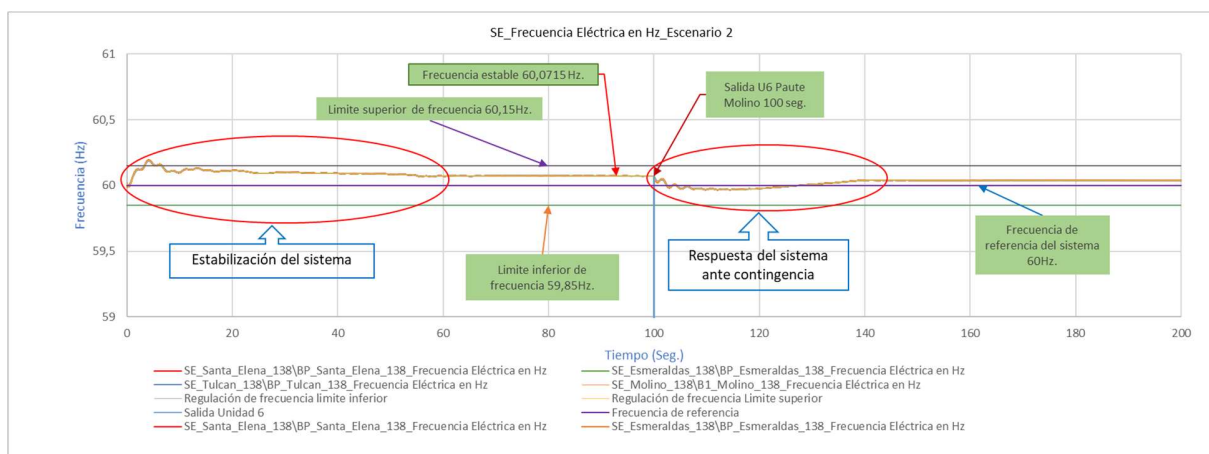 SE_Frecuencia Eléctrica en Hz_Escenario 2
61
60,5
60
59,5
59
Frecuencia (Hz)
Frecuencia estable 60,0715 Hz.
Limite superior de frecuencia 60,15Hz.
Salida U6 Paute
Molino 100 seg.
Estabilización del sistema
Limite inferior de
frecuencia 59,85Hz.
Respuesta del sistema
ante contingencia
Frecuencia de
referencia del sistema
60Hz.
0 20 40 60 80 100 120 140 160 180 200
Tiempo (Seg.)
SE_Santa_Elena_138\BP_Santa_Elena_138_Frecuencia Eléctrica en Hz
SE_Esmeraldas_138\BP_Esmeraldas_138_Frecuencia Eléctrica en Hz
SE_Tulcan_138\BP_Tulcan_138_Frecuencia Eléctrica en Hz
SE_Molino_138\B1_Molino_138_Frecuencia Eléctrica en Hz
Regulación de frecuencia limite inferior
Regulación de frecuencia Limite superior
Salida Unidad 6
Frecuencia de referencia
SE_Santa_Elena_138\BP_Santa_Elena_138_Frecuencia Eléctrica en Hz
SE_Esmeraldas_138\BP_Esmeraldas_138_Frecuencia Eléctrica en Hz